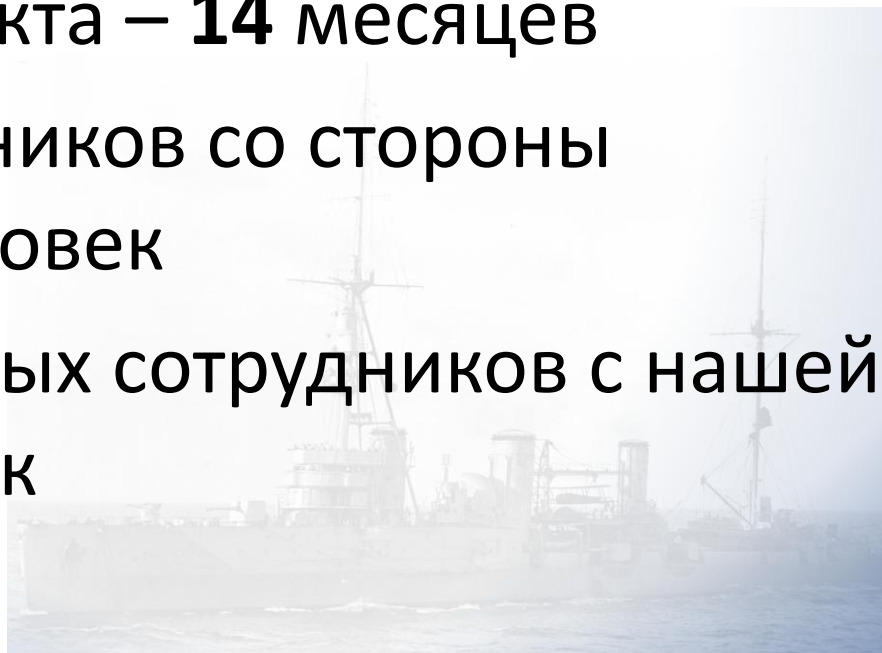 кта – 14 месяцев
ников со стороны
овек
ых сотрудников с нашей
к